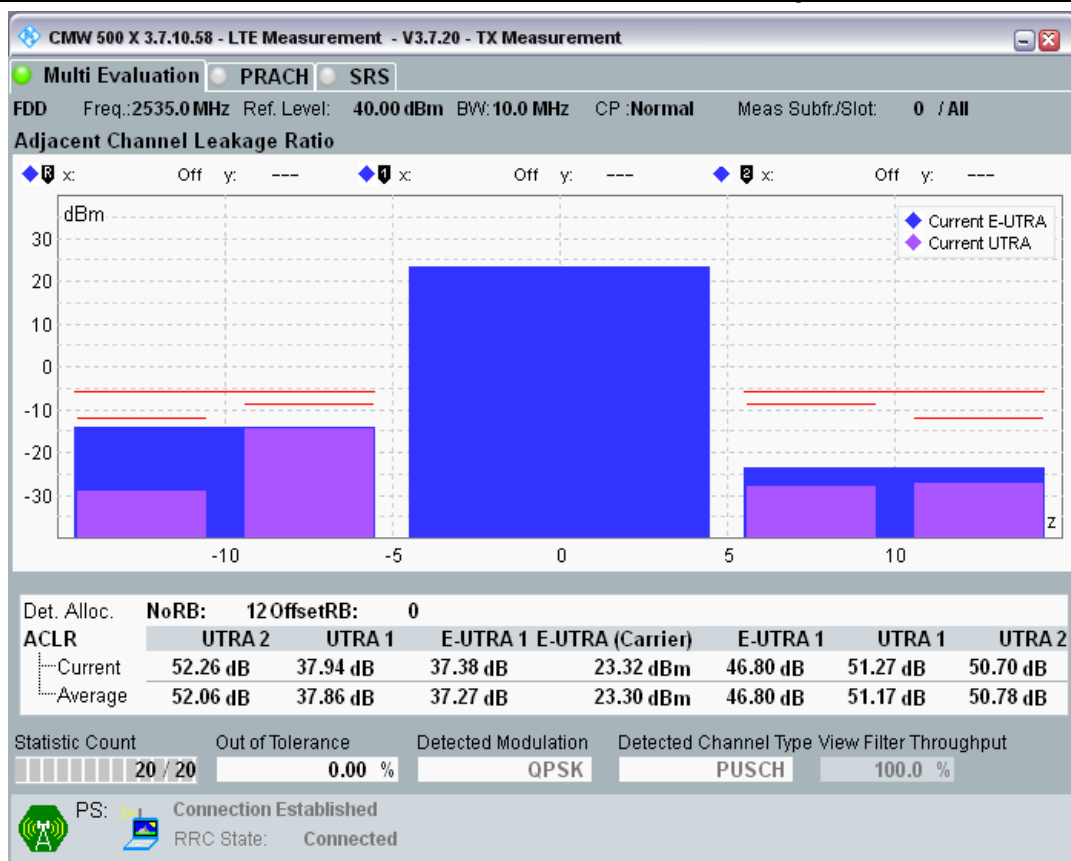 CMW 500 X 3.7.10.58 - LTE Measurement - V3.7.20 - TX Measurement
Multi Evaluation PRACH SRS
FDD Freq.:2535.0 MHz Ref. Level: 40.00 dBm BW:10.0 MHz CP :Normal Meas Subfr./Slot: 0 / All
Adjacent Channel Leakage Ratio
R x: Off y: --- 1 x: Off y: --- 2 x: Off y: ---
dBm
Current E-UTRA
Current UTRA
30
20
10
0
-10
-20
-30
z
-10 -5 0 5 10
Det. Alloc. NoRB: 12 OffsetRB: 0
ACLR UTRA 2 UTRA 1 E-UTRA 1 E-UTRA (Carrier) E-UTRA 1 UTRA 1 UTRA 2
Current 52.26 dB 37.94 dB 37.38 dB 23.32 dBm 46.80 dB 51.27 dB 50.70 dB
Average 52.06 dB 37.86 dB 37.27 dB 23.30 dBm 46.80 dB 51.17 dB 50.78 dB
Statistic Count Out of Tolerance Detected Modulation Detected Channel Type View Filter Throughput
20 / 20 0.00 % QPSK PUSCH 100.0 %
PS: Connection Established
RRC State: Connected